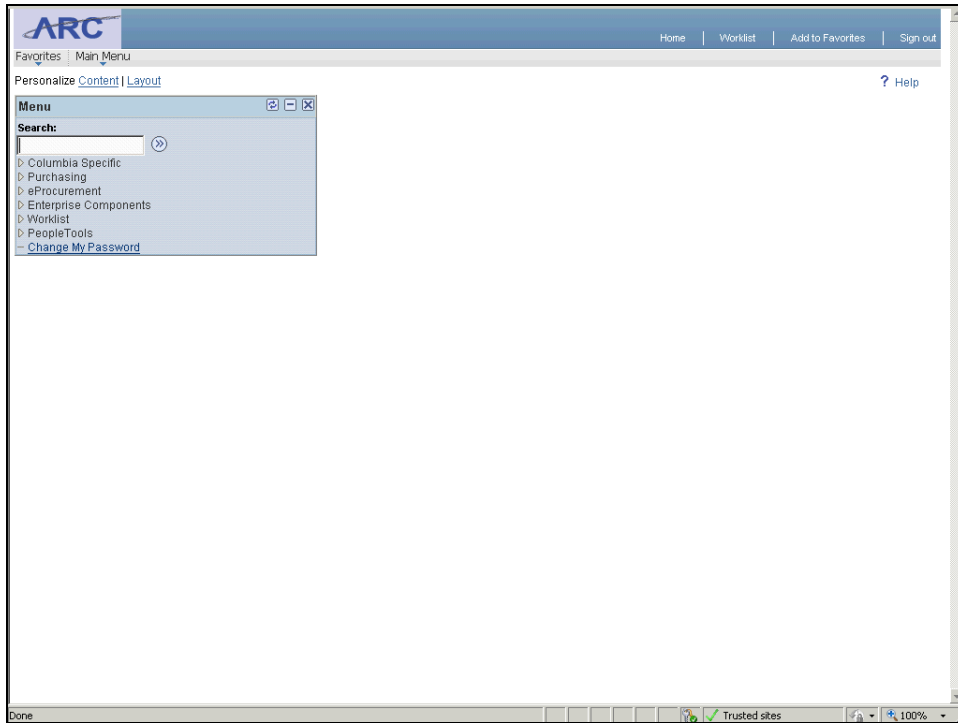 ARC
Home | Worklist | Add to Favorites | Sign out
Favorites Main Menu
Personalize Content | Layout
? Help
Menu
Search:
Columbia Specific
Purchasing
eProcurement
Enterprise Components
Worklist
PeopleTools
Change My Password
Done
Trusted sites
100%